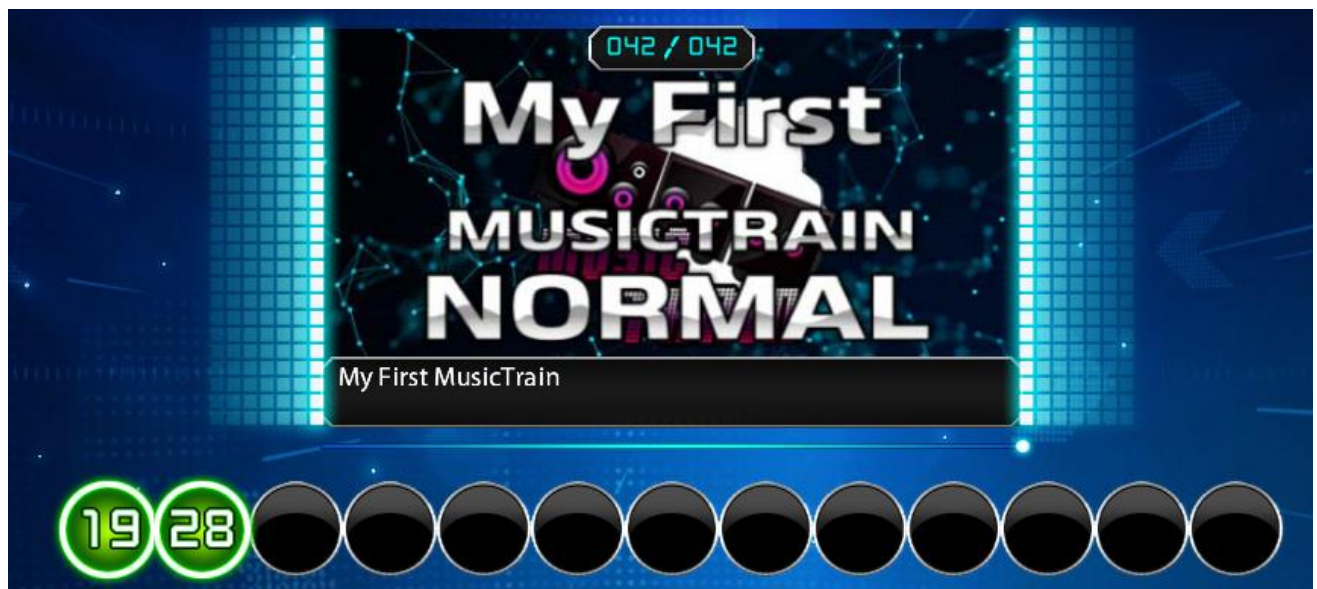 042 / 042
My First
MUSICTRAIN
NORMAL
My First MusicTrain
19 28